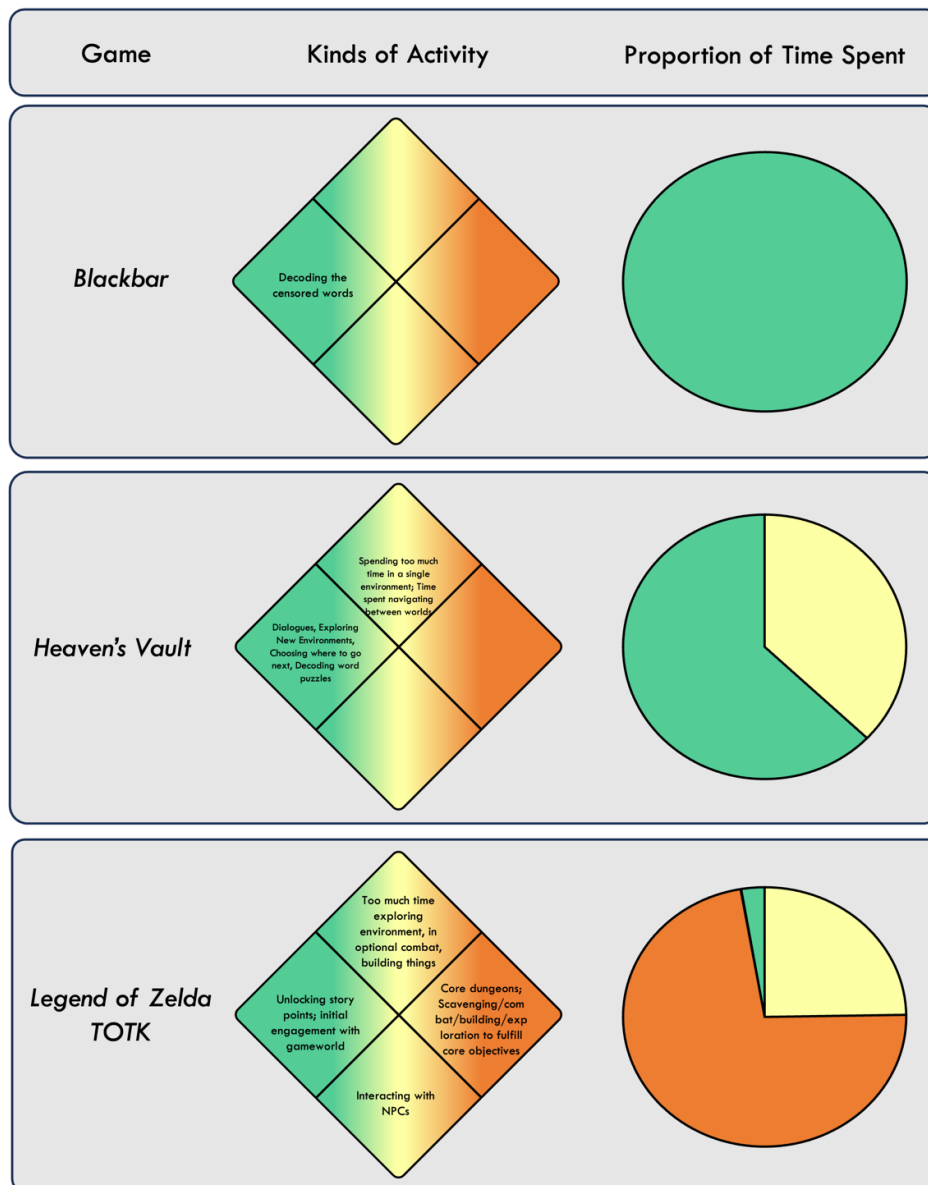 Game Kinds of Activity Proportion of Time Spent
Blackbar
Decoding the
censored words
Heaven's Vault
Spending too much
time in a single
environment; Time
spent navigating
between worlds
Dialogues, Exploring
New Environments,
Choosing where to go
next, Decoding word
puzzles
Legend of Zelda
TOTK
Too much time
exploring
environment, in
optional combat,
building things
Unlocking story
points; initial
engagement with
gameworld
Core dungeons;
Scavenging/com
bat/building/exp
loration to fulfill
core objectives
Interacting with
NPCs